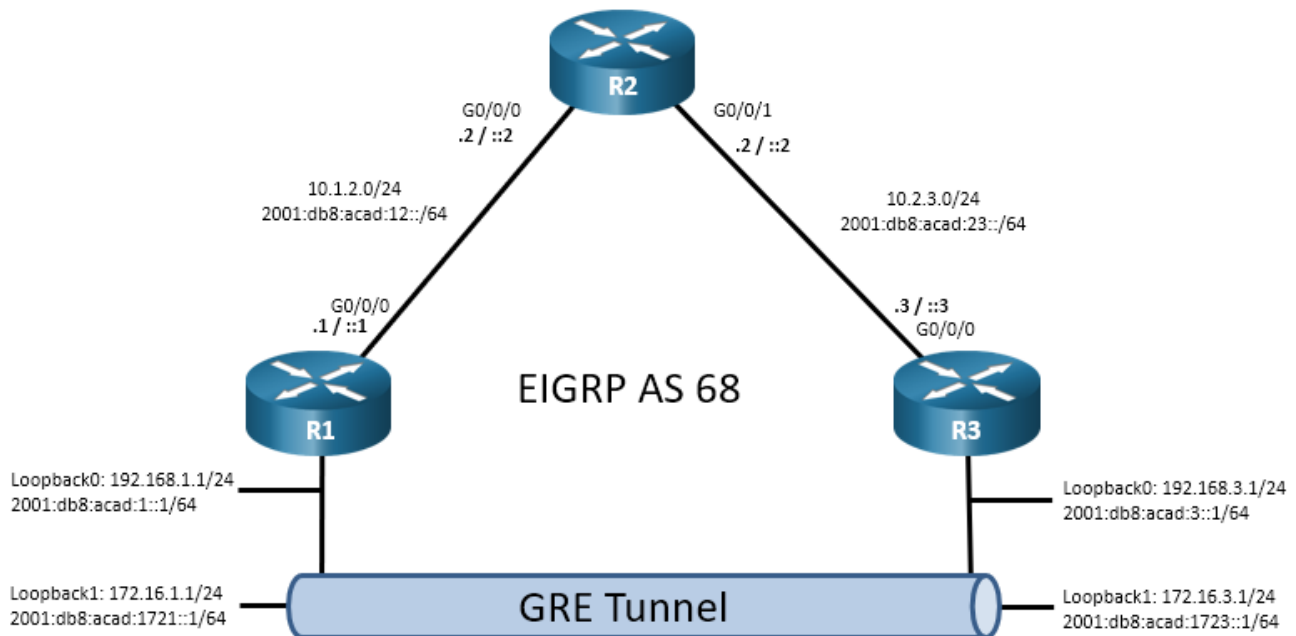 R2
G0/0/0
.2 / ::2
G0/0/1
.2 / ::2
10.1.2.0/24
2001:db8:acad:12::/64
10.2.3.0/24
2001:db8:acad:23::/64
G0/0/0
.1 / ::1
.3 / ::3
G0/0/0
EIGRP AS 68
R1
R3
Loopback0: 192.168.1.1/24
2001:db8:acad:1::1/64
Loopback0: 192.168.3.1/24
2001:db8:acad:3::1/64
Loopback1: 172.16.1.1/24
2001:db8:acad:1721::1/64
GRE Tunnel
Loopback1: 172.16.3.1/24
2001:db8:acad:1723::1/64